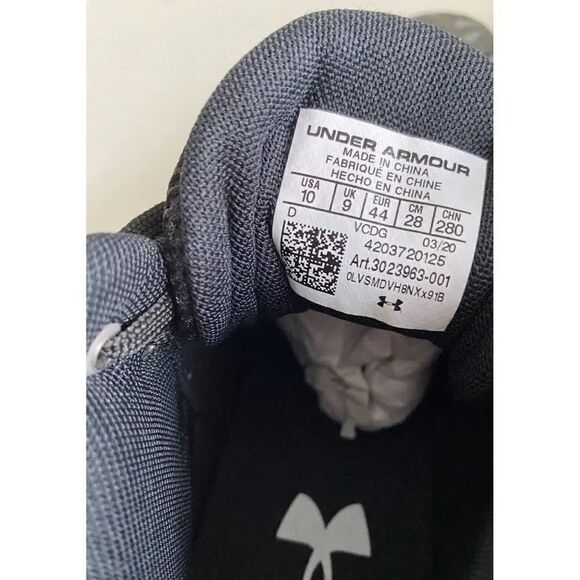 UNDER ARMOUR
MADE IN CHINA
FABRIQUÉ EN CHINE
HECHO EN CHINA
USA UK EUR CM CHN
10 9 44 28 280
D VCDG 03/20
4203720125
Art.3023963-001
0LVSMDVH8NXx91B